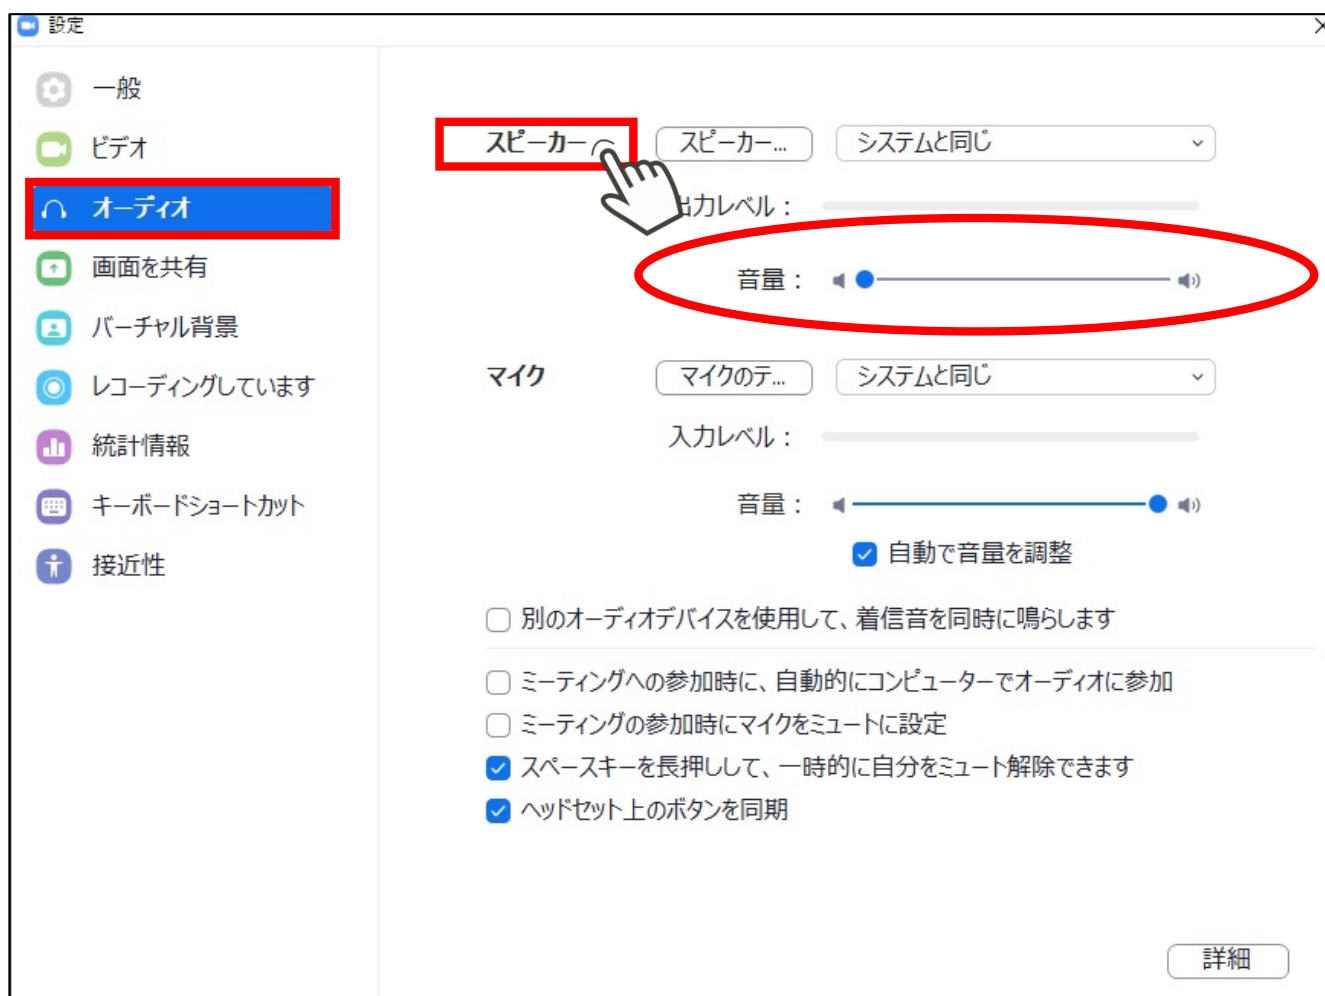 設定
一般
ビデオ
オーディオ
画面を共有
バーチャル背景
レコーディングしています
統計情報
キーボードショートカット
接近性
スピーカー スピーカー... システムと同じ
出力レベル：
音量：
マイク マイクのテ... システムと同じ
入力レベル：
音量：
自動で音量を調整
別のオーディオデバイスを使用して、着信音を同時に鳴らします
ミーティングへの参加時に、自動的にコンピューターでオーディオに参加
ミーティングの参加時にマイクをミュートに設定
スペースキーを長押しして、一時的に自分をミュート解除できます
ヘッドセット上のボタンを同期
詳細